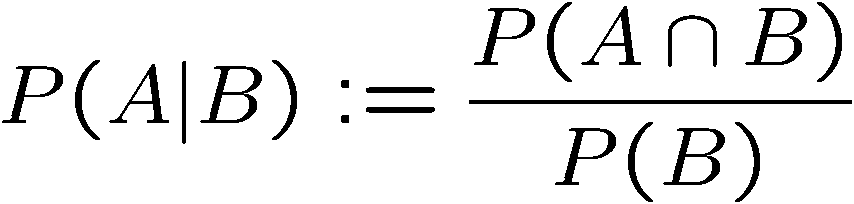 P(A|B) := P(A ∩ B) / P(B)